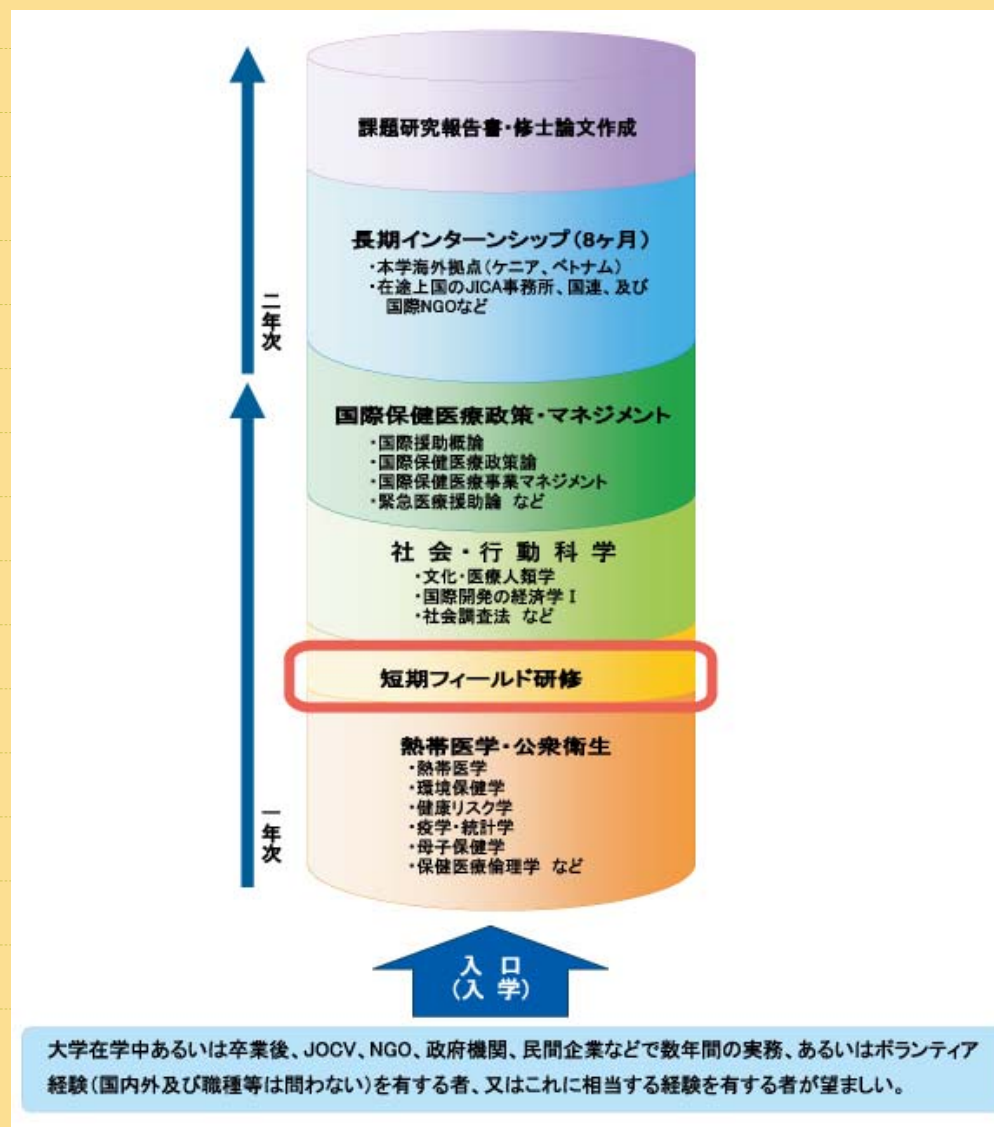 課題研究報告書・修士論文作成
長期インターンシップ(8ヶ月)
・本学海外拠点(ケニア、ベトナム)
・在途上国のJICA事務所、国連、及び
国際NGOなど
二年次
国際保健医療政策・マネジメント
・国際援助概論
・国際保健医療政策論
・国際保健医療事業マネジメント
・緊急医療援助論 など
社 会・行 動 科 学
・文化・医療人類学
・国際開発の経済学Ⅰ
・社会調査法 など
短期フィールド研修
熱帯医学・公衆衛生
・熱帯医学
・環境保健学
・健康リスク学
・疫学・統計学
・母子保健学
・保健医療倫理学 など
一年次
入 口
(入 学)
大学在学中あるいは卒業後、JOCV、NGO、政府機関、民間企業などで数年間の実務、あるいはボランティア
経験(国内外及び職種等は問わない)を有する者、又はこれに相当する経験を有する者が望ましい。